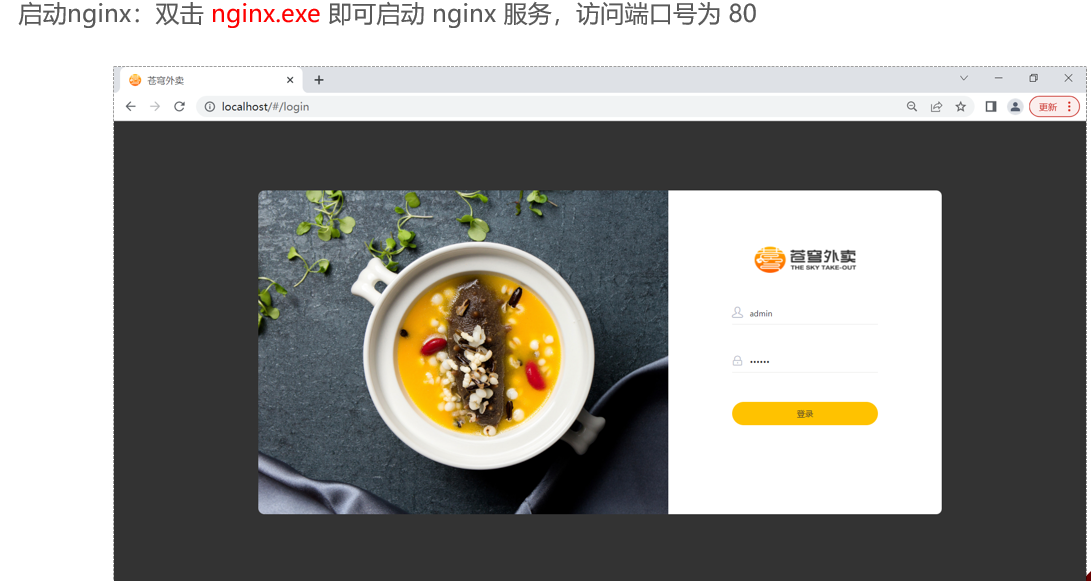 启动nginx：双击 nginx.exe 即可启动 nginx 服务，访问端口号为 80
苍穹外卖
localhost/#/login
更新
苍穹外卖
THE SKY TAKE-OUT
admin
••••••
登录